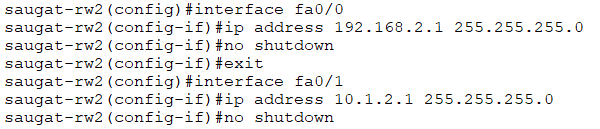 saugat-rw2(config)#interface fa0/0
saugat-rw2(config-if)#ip address 192.168.2.1 255.255.255.0
saugat-rw2(config-if)#no shutdown
saugat-rw2(config-if)#exit
saugat-rw2(config-if)#interface fa0/1
saugat-rw2(config-if)#ip address 10.1.2.1 255.255.255.0
saugat-rw2(config-if)#no shutdown